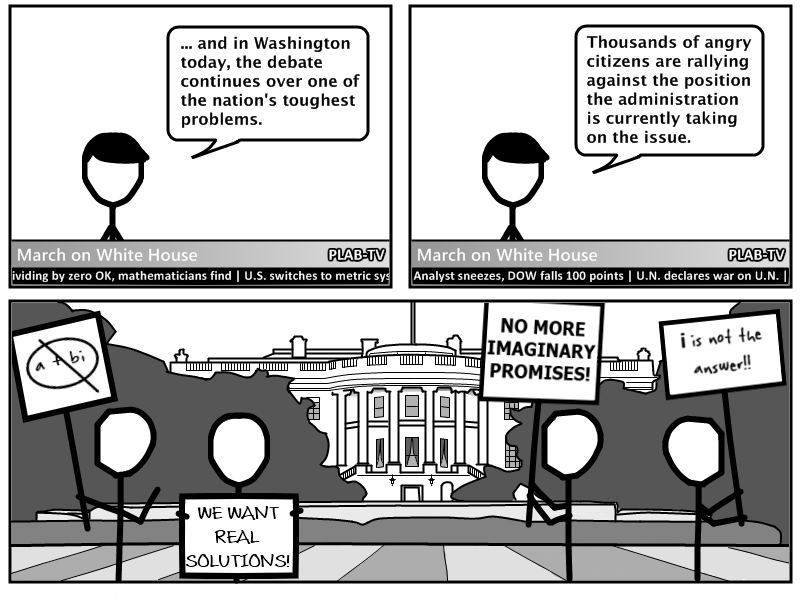 ... and in Washington
today, the debate
continues over one of
the nation's toughest
problems.
March on White House
PLAB-TV
ividing by zero OK, mathematicians find | U.S. switches to metric sys
Thousands of angry
citizens are rallying
against the position
the administration
is currently taking
on the issue.
March on White House
PLAB-TV
Analyst sneezes, DOW falls 100 points | U.N. declares war on U.N. |
a + bi
WE WANT
REAL
SOLUTIONS!
NO MORE
IMAGINARY
PROMISES!
i is not the
answer!!